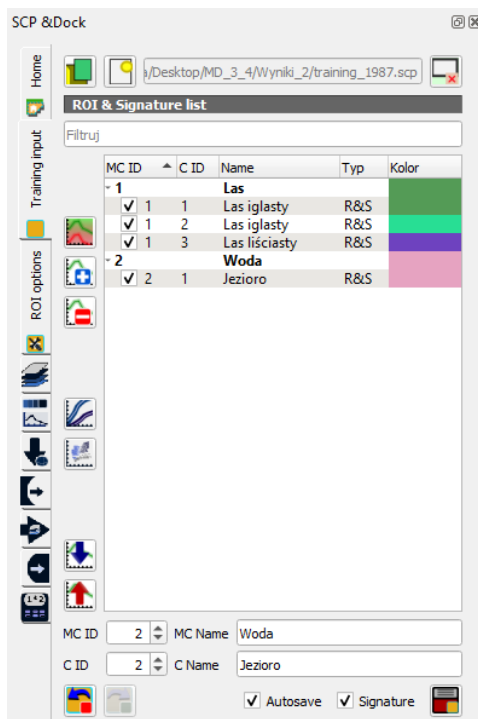 SCP &Dock
Home
Training input
ROI options
a/Desktop/MD_3_4/Wyniki_2/training_1987.scp
ROI & Signature list
Filtruj
MC ID C ID Name Typ Kolor
1 Las
1 1 Las iglasty R&S
1 2 Las iglasty R&S
1 3 Las liściasty R&S
2 Woda
2 1 Jezioro R&S
MC ID 2 MC Name Woda
C ID 2 C Name Jezioro
Autosave Signature